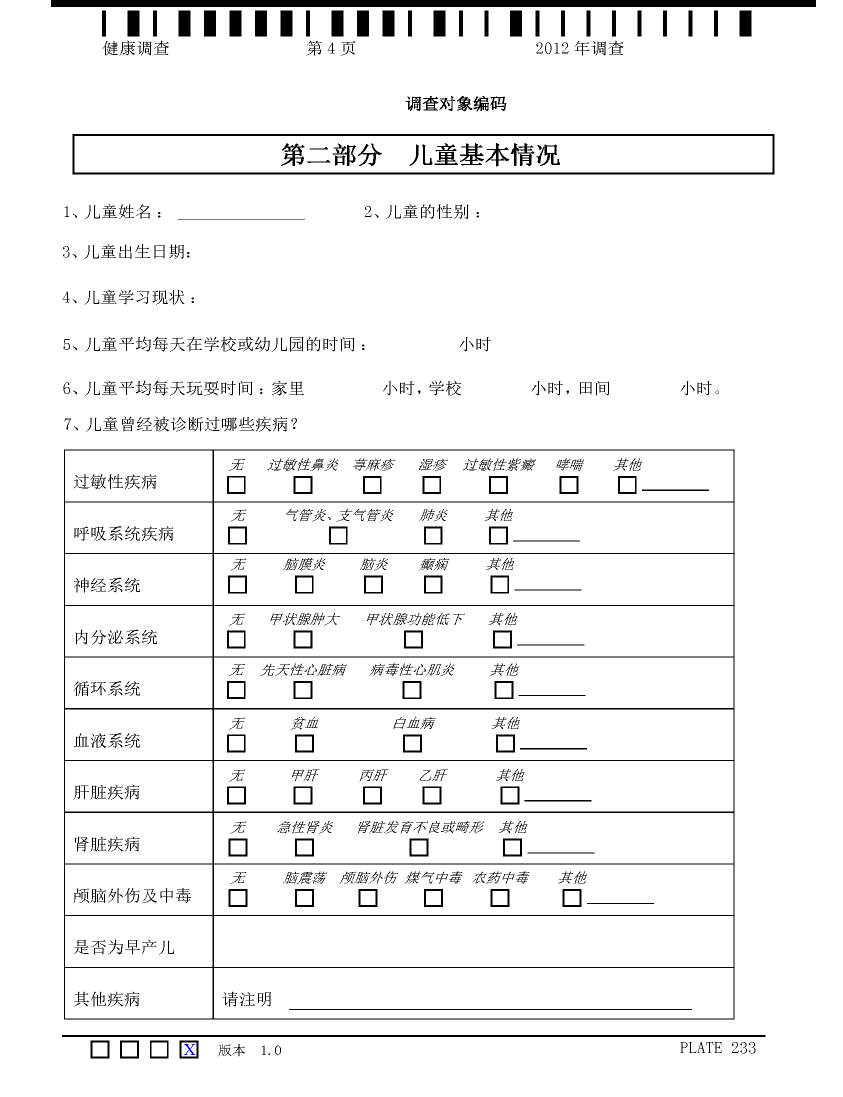 健康调查 第 4 页 2012 年调查
调查对象编码
第二部分 儿童基本情况
1、儿童姓名： _______________ 2、儿童的性别：
3、儿童出生日期：
4、儿童学习现状：
5、儿童平均每天在学校或幼儿园的时间： 小时
6、儿童平均每天玩耍时间：家里 小时，学校 小时，田间 小时。
7、儿童曾经被诊断过哪些疾病？
无 过敏性鼻炎 荨麻疹 湿疹 过敏性紫癜 哮喘 其他
过敏性疾病
无 气管炎、支气管炎 肺炎 其他
呼吸系统疾病
无 脑膜炎 脑炎 癫痫 其他
神经系统
无 甲状腺肿大 甲状腺功能低下 其他
内分泌系统
无 先天性心脏病 病毒性心肌炎 其他
循环系统
无 贫血 白血病 其他
血液系统
无 甲肝 丙肝 乙肝 其他
肝脏疾病
无 急性肾炎 肾脏发育不良或畸形 其他
肾脏疾病
无 脑震荡 颅脑外伤 煤气中毒 农药中毒 其他
颅脑外伤及中毒
是否为早产儿
其他疾病 请注明
X 版本 1.0 PLATE 233